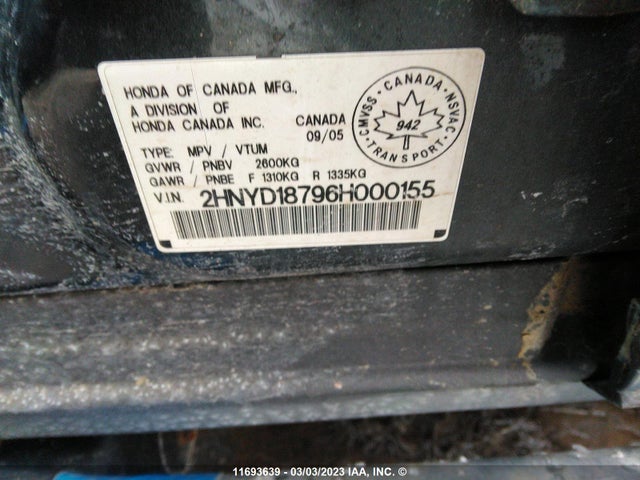 HONDA OF CANADA MFG.,
A DIVISION OF
HONDA CANADA INC.
CANADA
09/05
CANADA
CMVSS
NSVAC
942
TRANSPORT
TYPE: MPV / VTUM
GVWR / PNBV 2600KG
GAWR / PNBE F 1310KG R 1335KG
V.I.N. 2HNYD18796H000155
11693639 - 03/03/2023 IAA, INC. ©